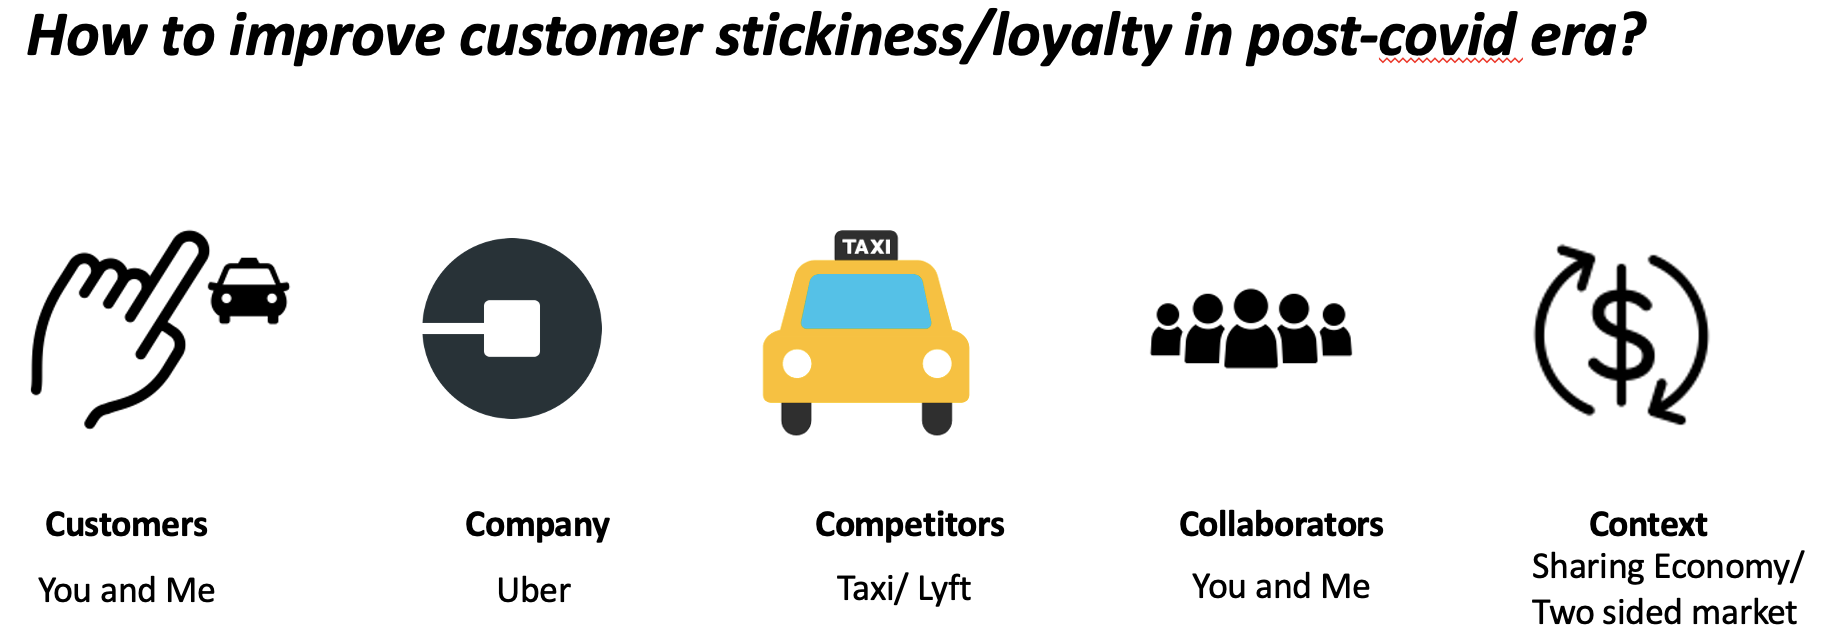 How to improve customer stickiness/loyalty in post-covid era?
TAXI
Customers
Company
Competitors
Collaborators
Context
You and Me
Uber
Taxi/ Lyft
You and Me
Sharing Economy/
Two sided market